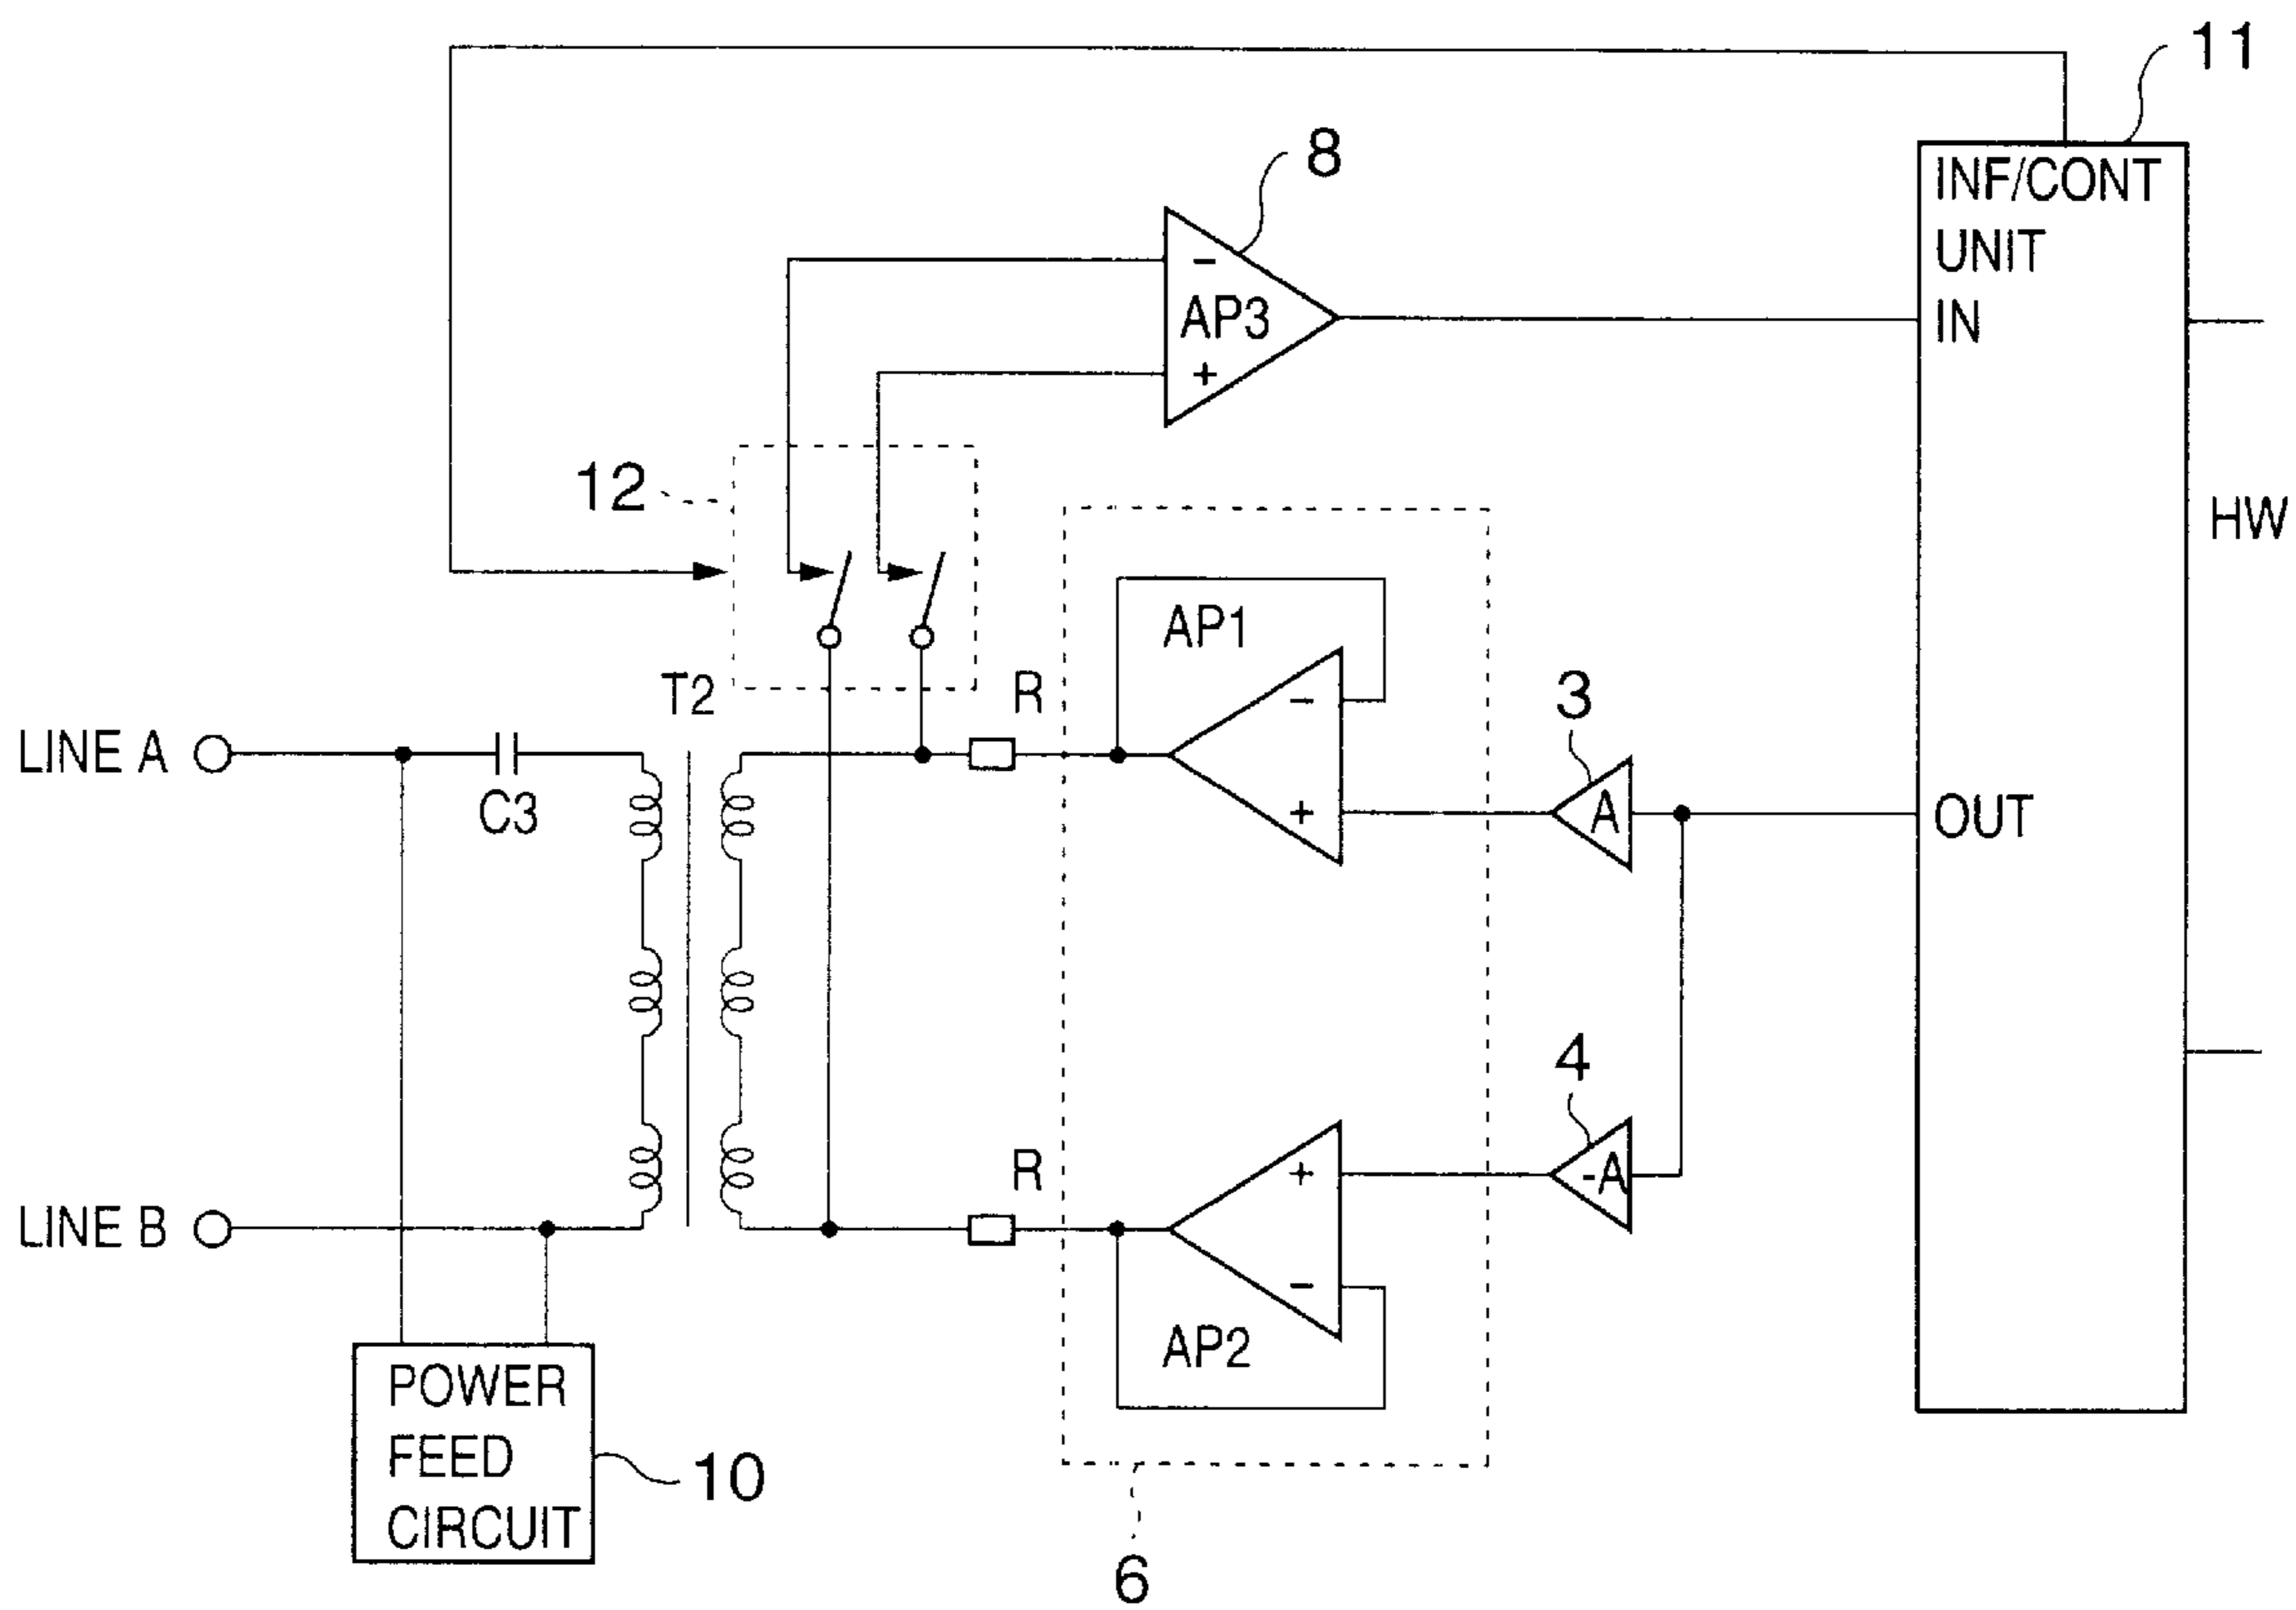 11
8
INF/CONT
UNIT
IN
-
AP3
+
12
HW
AP1
T2
R
-
3
LINE A
C3
+
A
OUT
4
R
+
-A
LINE B
-
AP2
POWER
FEED
CIRCUIT
10
6